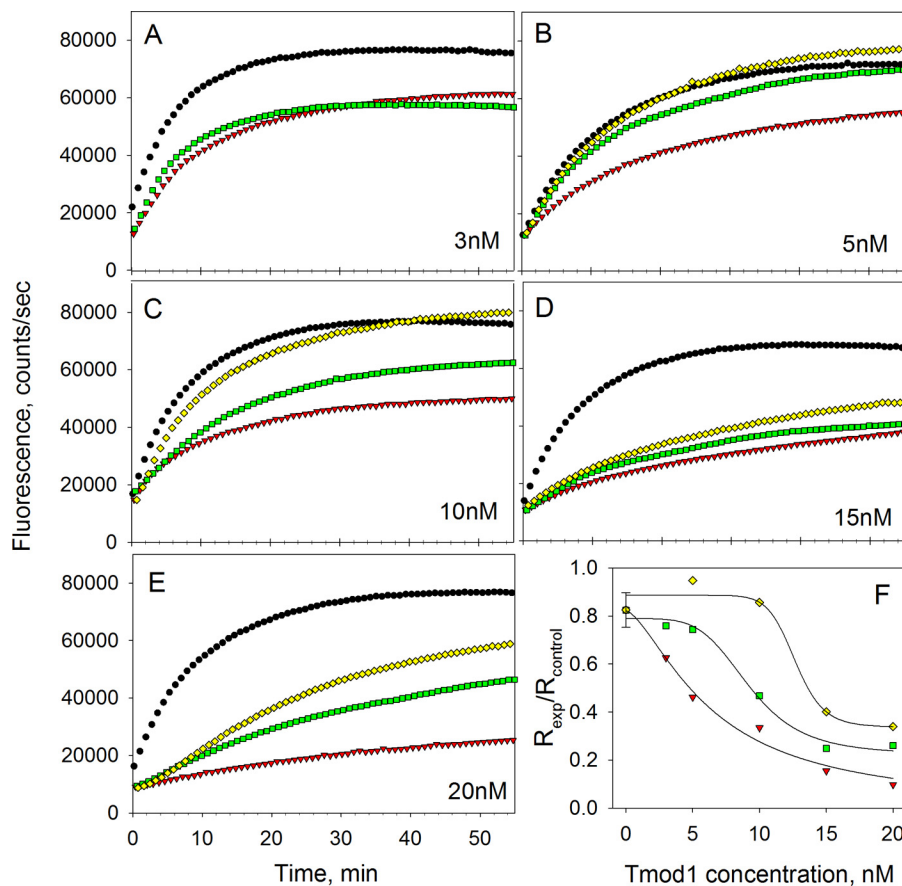 A
80000
60000
40000
20000
0
3nM
B
5nM
C
80000
60000
40000
20000
0
10nM
D
15nM
E
80000
60000
40000
20000
0
20nM
0 10 20 30 40 50
Time, min
Fluorescence, counts/sec
F
1.0
0.8
0.6
0.4
0.2
0.0
0 5 10 15 20
Rexp/Rcontrol
Tmod1 concentration, nM